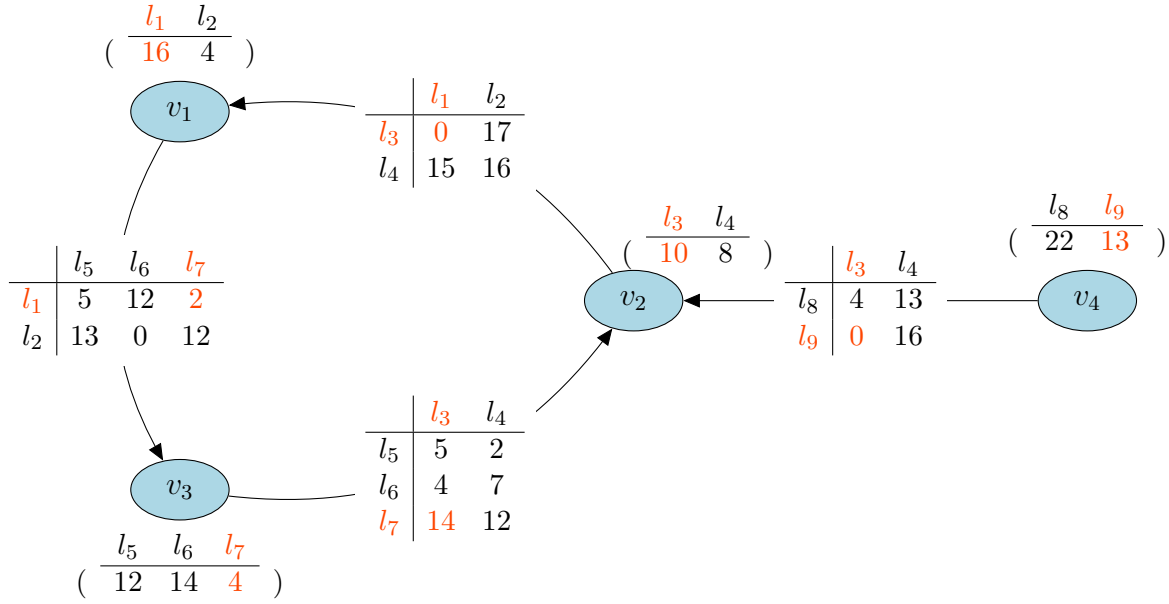 l₁ l₂
( 16 4 )
v₁
l₁ l₂
l₃ 0 17
l₄ 15 16
l₅ l₆ l₇
l₁ 5 12 2
l₂ 13 0 12
l₃ l₄
( 10 8 )
v₂
l₃ l₄
l₈ 4 13
l₉ 0 16
l₈ l₉
( 22 13 )
v₄
l₃ l₄
l₅ 5 2
l₆ 4 7
l₇ 14 12
v₃
l₅ l₆ l₇
( 12 14 4 )